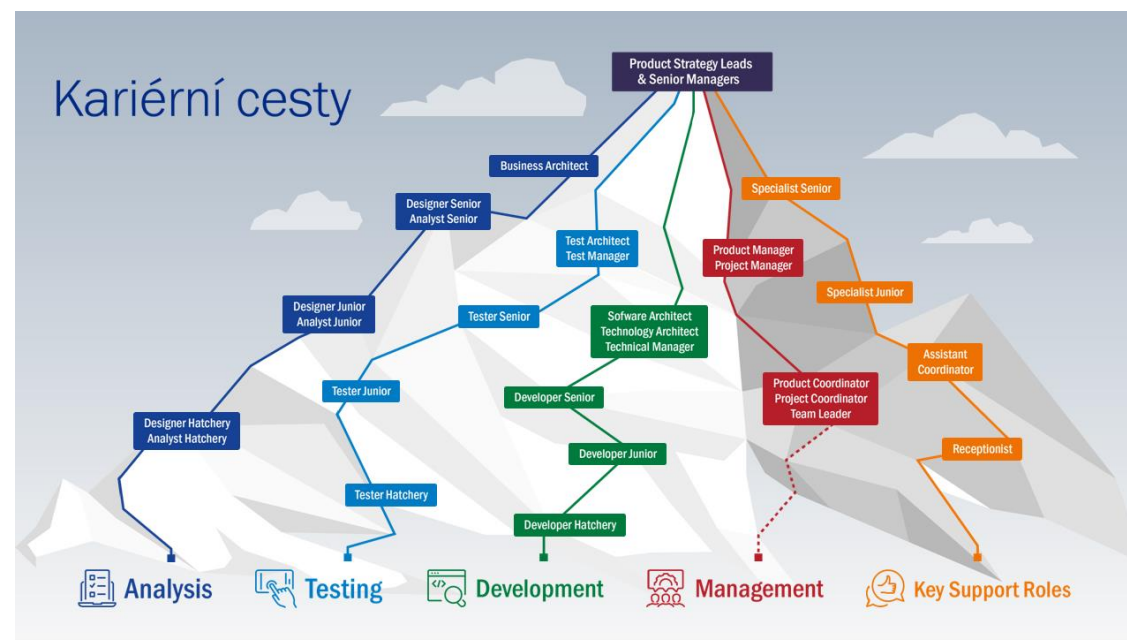 Kariérní cesty
Product Strategy Leads
& Senior Managers
Business Architect
Designer Senior
Analyst Senior
Designer Junior
Analyst Junior
Designer Hatchery
Analyst Hatchery
Test Architect
Test Manager
Tester Senior
Tester Junior
Tester Hatchery
Sofware Architect
Technology Architect
Technical Manager
Developer Senior
Developer Junior
Developer Hatchery
Product Manager
Project Manager
Product Coordinator
Project Coordinator
Team Leader
Specialist Senior
Specialist Junior
Assistant
Coordinator
Receptionist
Analysis
Testing
Development
Management
Key Support Roles